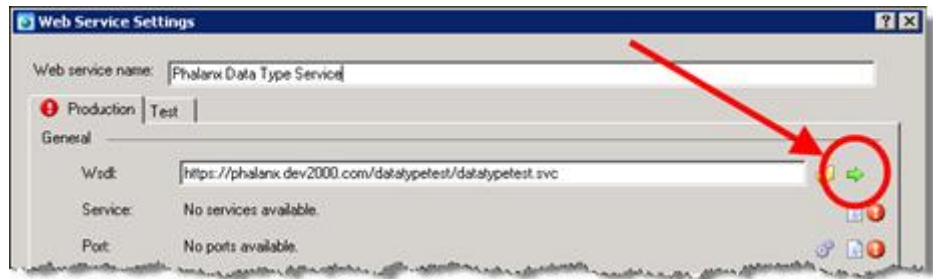 Web Service Settings
Web service name: Phalanx Data Type Service
Production Test
General
Wsdl: https://phalanx.dev2000.com/datatypetest/datatypetest.svc
Service: No services available.
Port: No ports available.